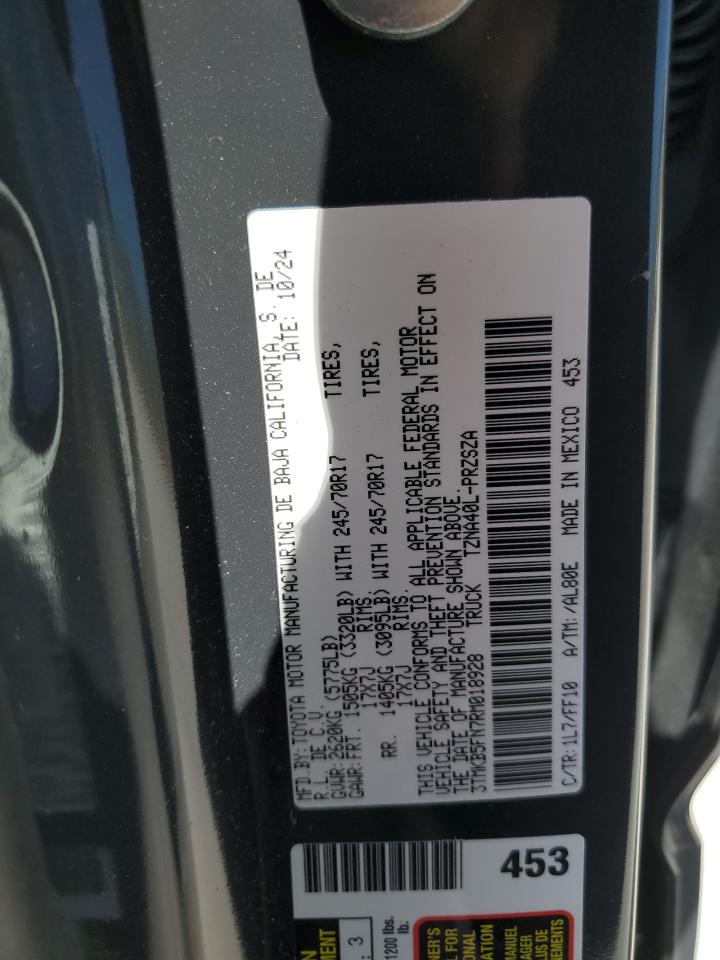 MFD.BY:TOYOTA MOTOR MANUFACTURING DE BAJA CALIFORNIA, S. DE
R.L. DE C.V. DATE: 10/24
GVWR:2620KG (5775LB)
GAWR:FRT. 1505KG (3320LB) WITH 245/70R17 TIRES,
17X7J RIMS.
RR. 1405KG (3095LB) WITH 245/70R17 TIRES,
17X7J RIMS.
THIS VEHICLE CONFORMS TO ALL APPLICABLE FEDERAL MOTOR
VEHICLE SAFETY AND THEFT PREVENTION STANDARDS IN EFFECT ON
THE DATE OF MANUFACTURE SHOWN ABOVE.
3TMKB5FN7RM018928 TRUCK TZNA40L-PRZSZA
C/TR:1L7/FF10 A/TM:/AL80E MADE IN MEXICO 453
453
: 3
1200 lbs.
lb.
MANUEL